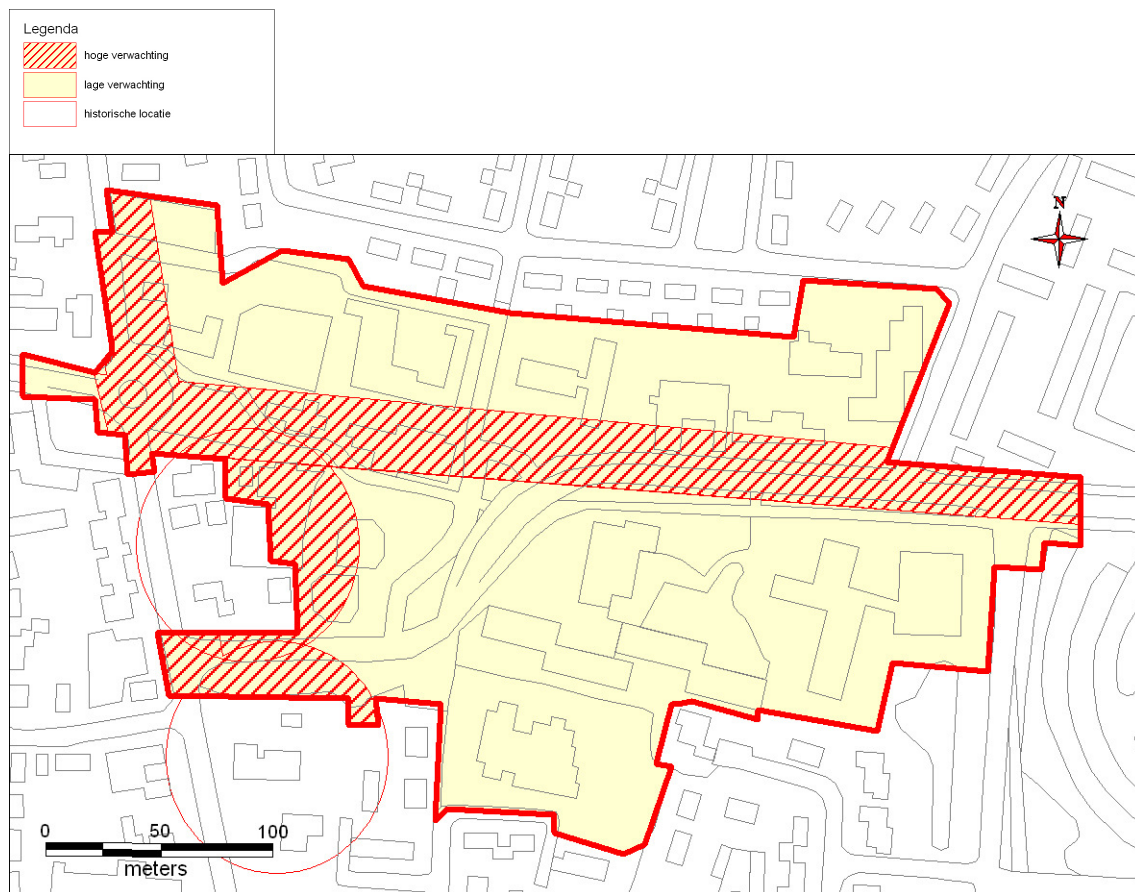 Legenda
hoge verwachting
lage verwachting
historische locatie
N
0 50 100
meters